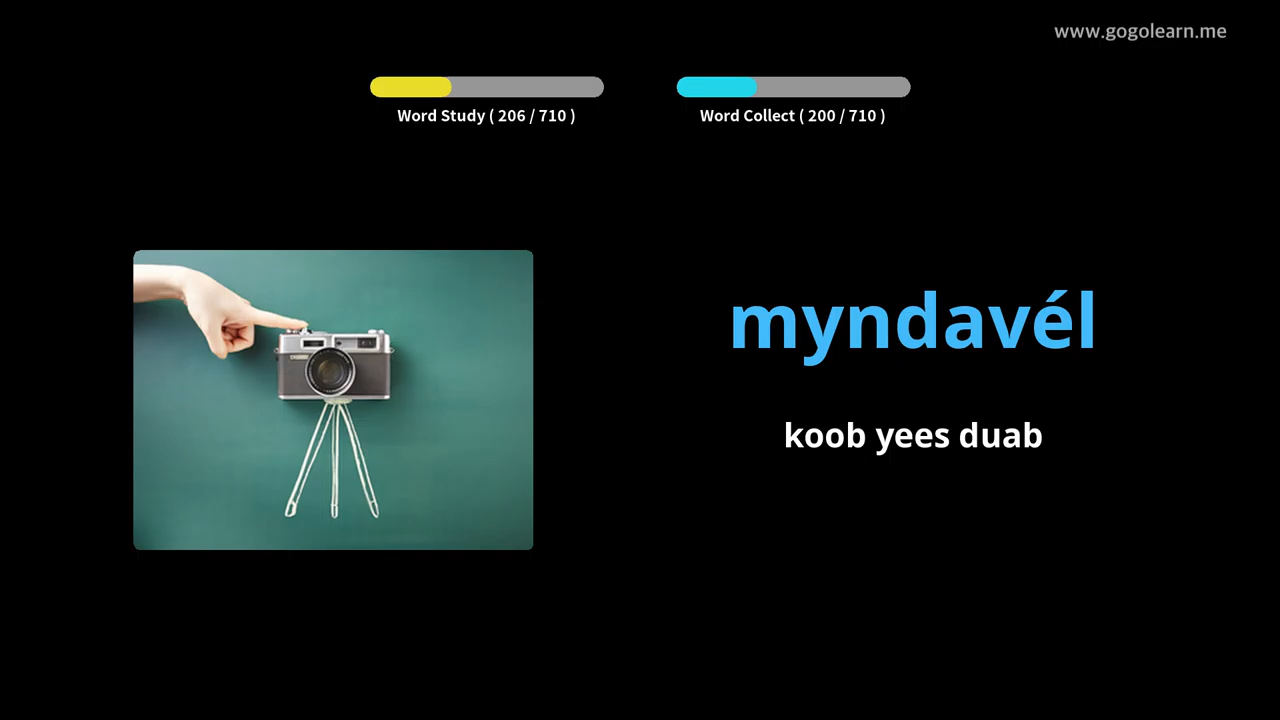 www.gogolearn.me
Word Study ( 206 / 710 )
Word Collect ( 200 / 710 )
myndavél
koob yees duab